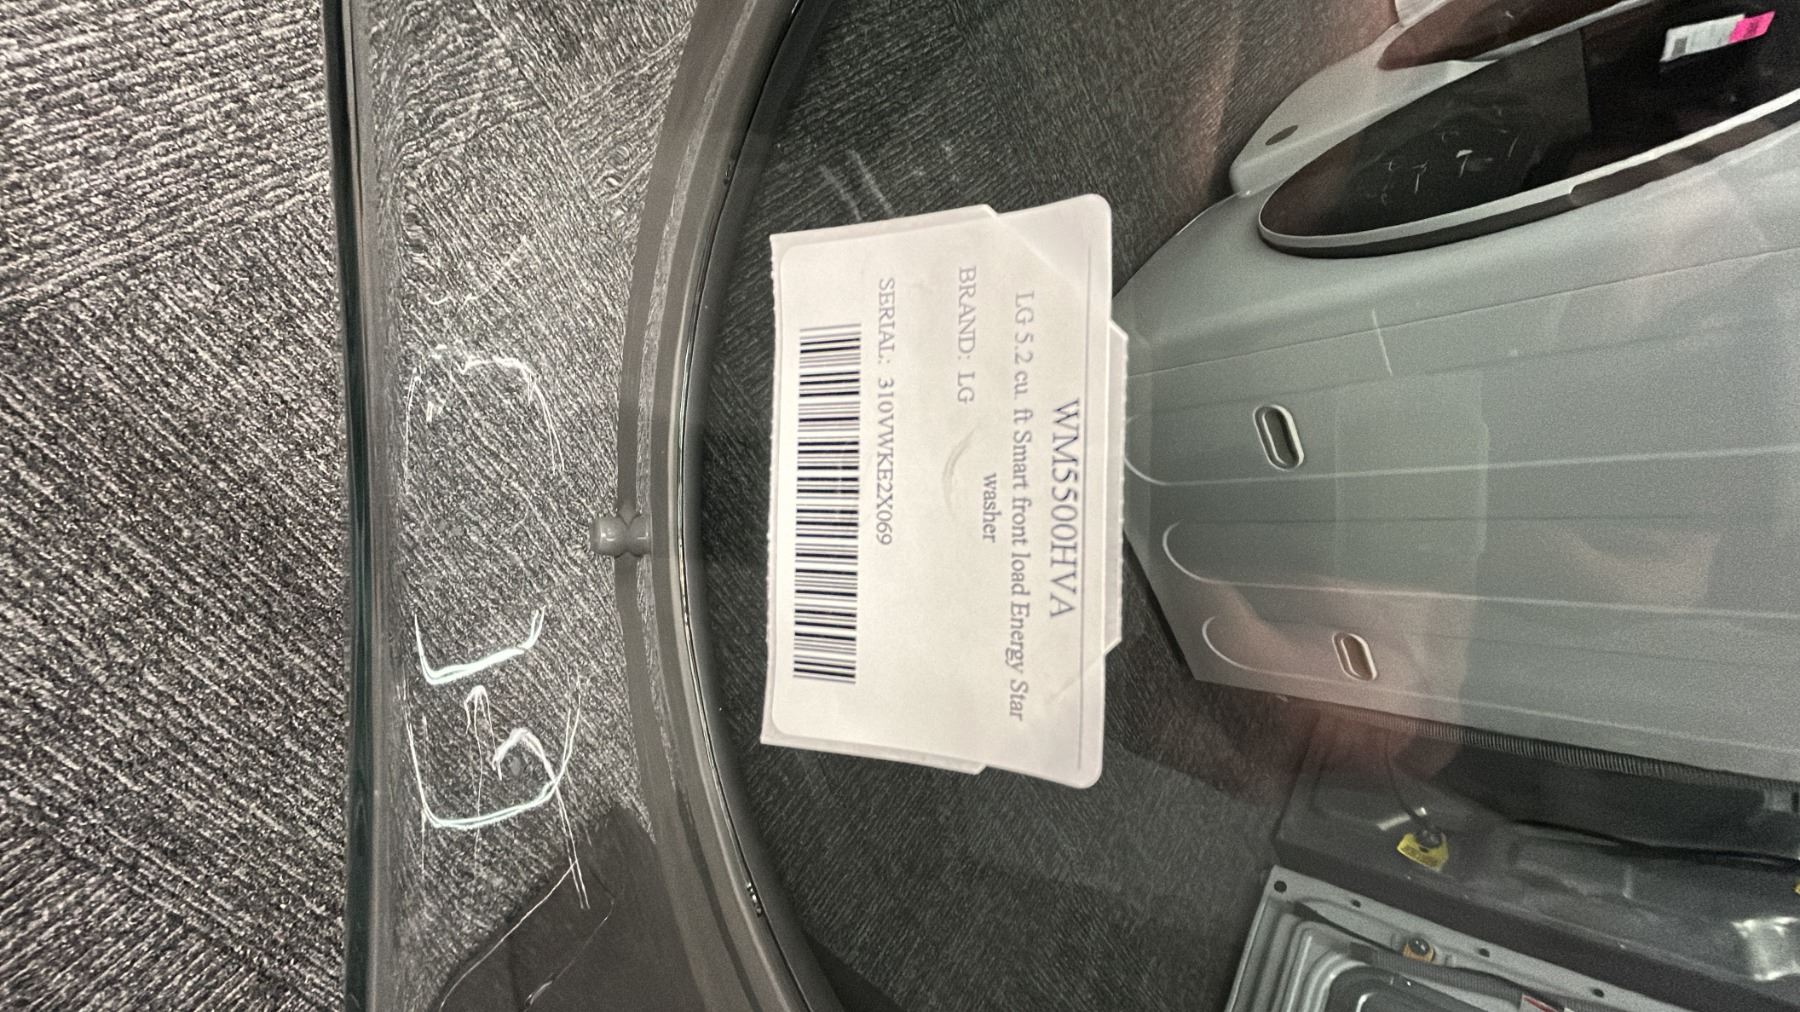 WM5500HVA
LG 5.2 cu. ft Smart front load Energy Star
washer
BRAND: LG
SERIAL: 310VWKE2X069